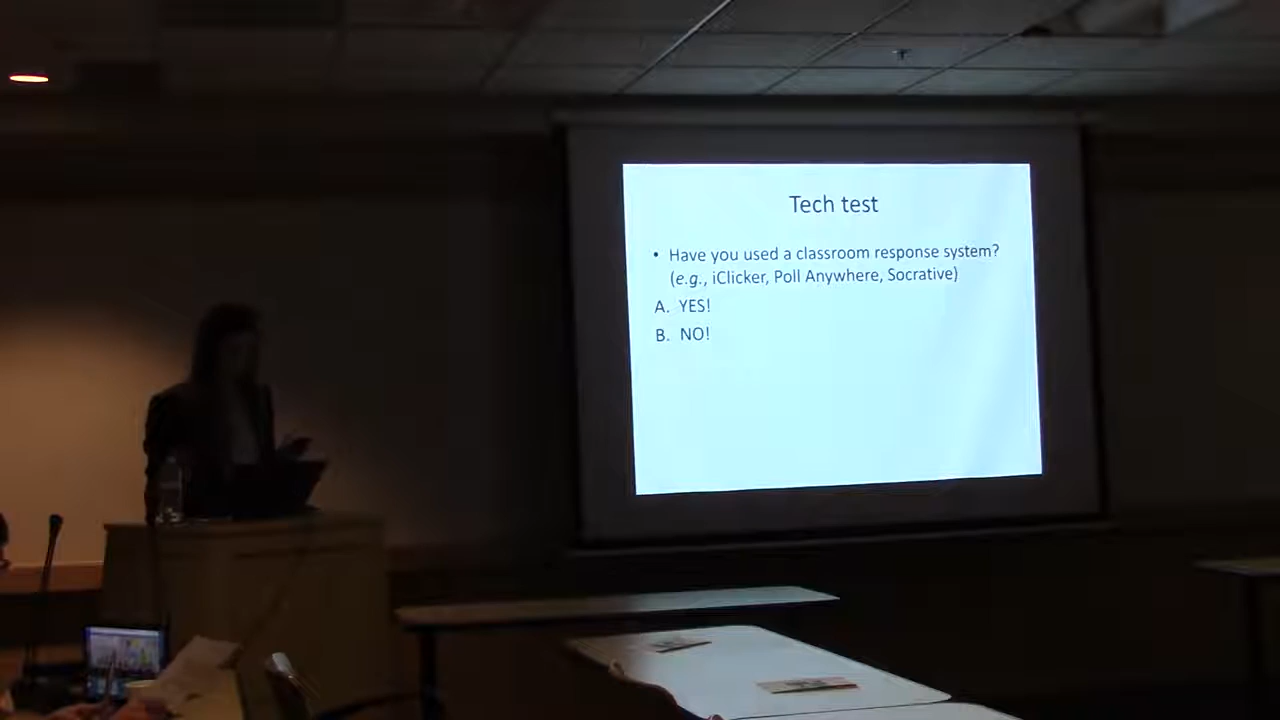 Tech test
• Have you used a classroom response system?
(e.g., iClicker, Poll Anywhere, Socrative)
A. YES!
B. NO!